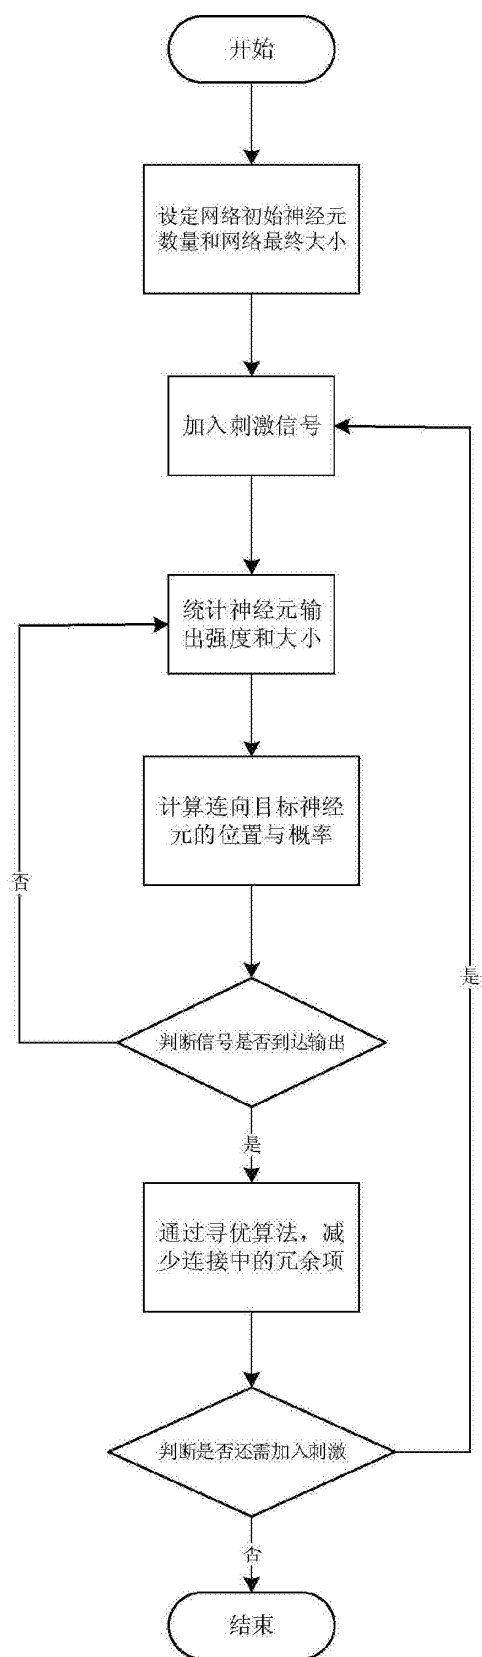 开始
设定网络初始神经元
数量和网络最终大小
加入刺激信号
统计神经元输
出强度和大小
计算连向目标神经
元的位置与概率
否
是
判断信号是否到达输出
是
通过寻优算法，减
少连接中的冗余项
判断是否还需加入刺激
否
结束